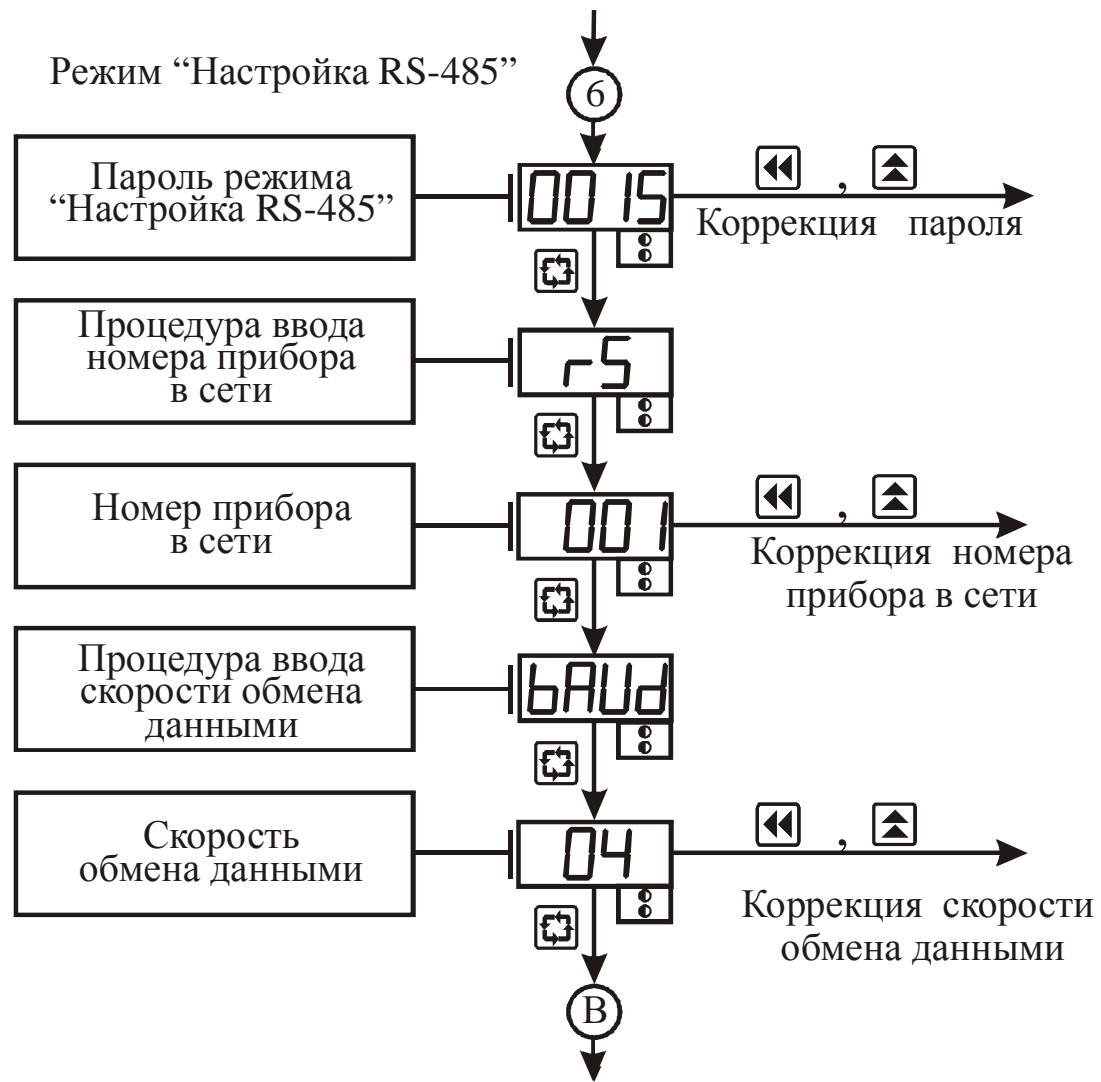 Режим “Настройка RS-485”
6
Пароль режима
“Настройка RS-485”
0015
,
Коррекция пароля
Процедура ввода
номера прибора
в сети
rS
Номер прибора
в сети
001
,
Коррекция номера
прибора в сети
Процедура ввода
скорости обмена
данными
bAUd
Скорость
обмена данными
04
,
Коррекция скорости
обмена данными
В